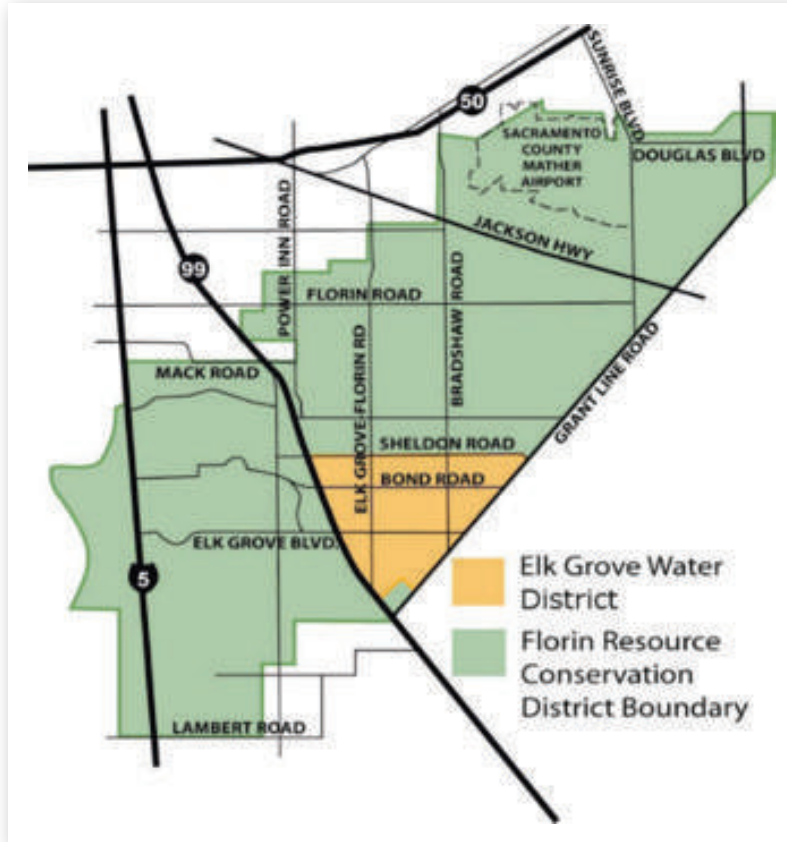 SUNRISE BLVD
50
SACRAMENTO
COUNTY
MATHER
AIRPORT
DOUGLAS BLVD
JACKSON HWY
99
POWER INN ROAD
FLORIN ROAD
BRADSHAW ROAD
ELK GROVE-FLORIN RD
GRANT LINE ROAD
MACK ROAD
SHELDON ROAD
BOND ROAD
ELK GROVE BLVD.
5
LAMBERT ROAD
Elk Grove Water
District
Florin Resource
Conservation
District Boundary